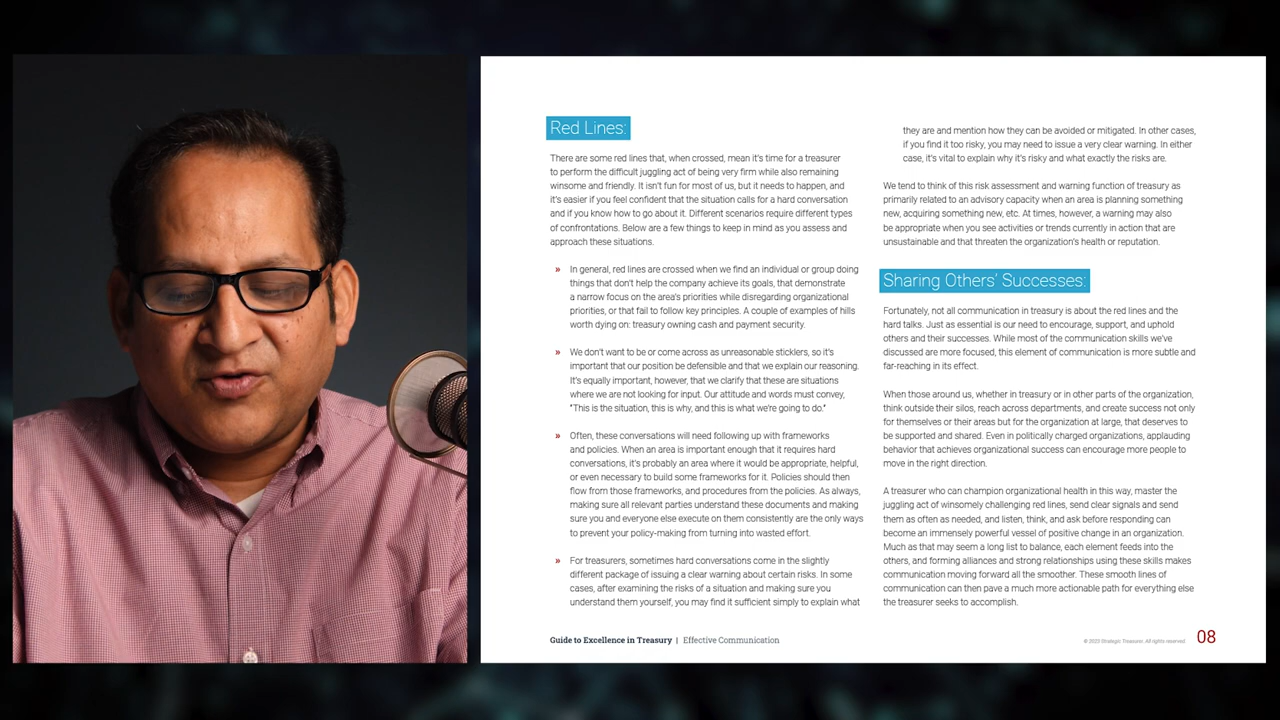 Red Lines:
There are some red lines that, when crossed, mean it's time for a treasurer
to perform the difficult juggling act of being very firm while also remaining
winsome and friendly. It isn't fun for most of us, but it needs to happen, and
it's easier if you feel confident that the situation calls for a hard conversation
and if you know how to go about it. Different scenarios require different types
of confrontations. Below are a few things to keep in mind as you assess and
approach these situations.
» In general, red lines are crossed when we find an individual or group doing
things that don't help the company achieve its goals, that demonstrate
a narrow focus on the area's priorities while disregarding organizational
priorities, or that fail to follow key principles. A couple of examples of hills
worth dying on: treasury owning cash and payment security.
» We don't want to be or come across as unreasonable sticklers, so it's
important that our position be defensible and that we explain our reasoning.
It's equally important, however, that we clarify that these are situations
where we are not looking for input. Our attitude and words must convey,
"This is the situation, this is why, and this is what we're going to do."
» Often, these conversations will need following up with frameworks
and policies. When an area is important enough that it requires hard
conversations, it's probably an area where it would be appropriate, helpful,
or even necessary to build some frameworks for it. Policies should then
flow from those frameworks, and procedures from the policies. As always,
making sure all relevant parties understand these documents and making
sure you and everyone else execute on them consistently are the only ways
to prevent your policy-making from turning into wasted effort.
» For treasurers, sometimes hard conversations come in the slightly
different package of issuing a clear warning about certain risks. In some
cases, after examining the risks of a situation and making sure you
understand them yourself, you may find it sufficient simply to explain what
they are and mention how they can be avoided or mitigated. In other cases,
if you find it too risky, you may need to issue a very clear warning. In either
case, it's vital to explain why it's risky and what exactly the risks are.
We tend to think of this risk assessment and warning function of treasury as
primarily related to an advisory capacity when an area is planning something
new, acquiring something new, etc. At times, however, a warning may also
be appropriate when you see activities or trends currently in action that are
unsustainable and that threaten the organization's health or reputation.
Sharing Others' Successes:
Fortunately, not all communication in treasury is about the red lines and the
hard talks. Just as essential is our need to encourage, support, and uphold
others and their successes. While most of the communication skills we've
discussed are more focused, this element of communication is more subtle and
far-reaching in its effect.
When those around us, whether in treasury or in other parts of the organization,
think outside their silos, reach across departments, and create success not only
for themselves or their areas but for the organization at large, that deserves to
be supported and shared. Even in politically charged organizations, applauding
behavior that achieves organizational success can encourage more people to
move in the right direction.
A treasurer who can champion organizational health in this way, master the
juggling act of winsomely challenging red lines, send clear signals and send
them as often as needed, and listen, think, and ask before responding can
become an immensely powerful vessel of positive change in an organization.
Much as that may seem a long list to balance, each element feeds into the
others, and forming alliances and strong relationships using these skills makes
communication moving forward all the smoother. These smooth lines of
communication can then pave a much more actionable path for everything else
the treasurer seeks to accomplish.
Guide to Excellence in Treasury | Effective Communication
© 2025 Strategic Treasurer. All rights reserved. 08